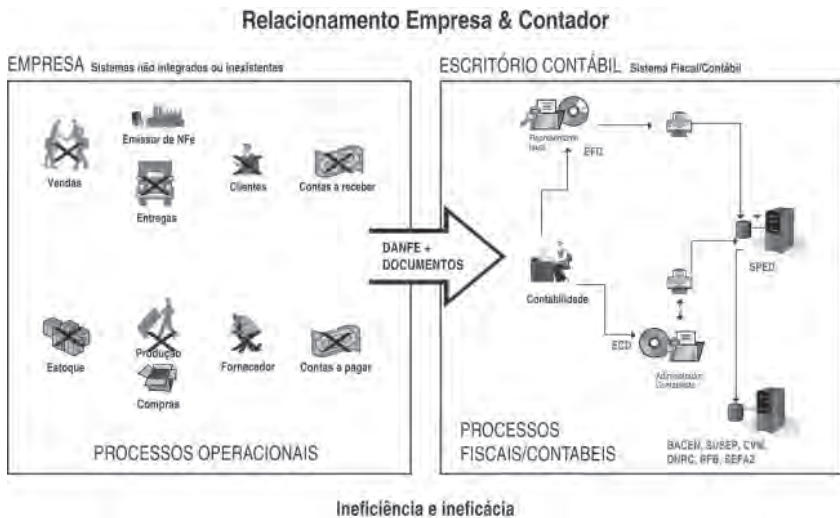 Relacionamento Empresa & Contador
EMPRESA Sistemas não integrados ou inexistentes
Vendas
Emissor de NFe
Entregas
Clientes
Contas a receber
Estoque
Produção
Compras
Fornecedor
Contas a pagar
PROCESSOS OPERACIONAIS
DANFE +
DOCUMENTOS
ESCRITÓRIO CONTÁBIL Sistema Fiscal/Contábil
fiscal
EFD
Contabilidade
ECD
Contabilista
SPED
PROCESSOS
FISCAIS/CONTABEIS
BACEN, SUSEP, CVM,
DNRC, RFB, SEFAZ
Ineficiência e ineficácia